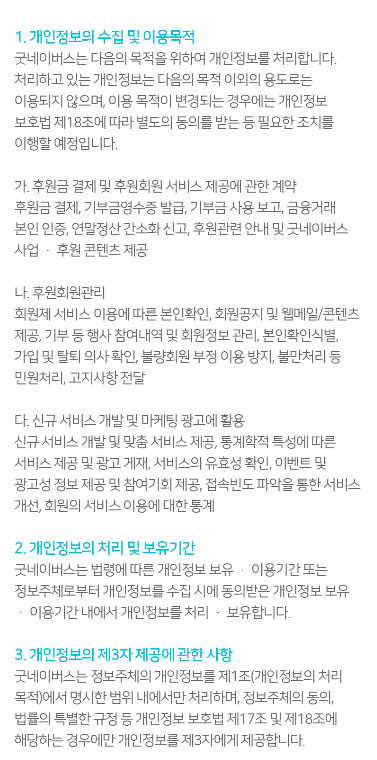 1. 개인정보의 수집 및 이용목적
굿네이버스는 다음의 목적을 위하여 개인정보를 처리합니다.
처리하고 있는 개인정보는 다음의 목적 이외의 용도로는
이용되지 않으며, 이용 목적이 변경되는 경우에는 개인정보
보호법 제18조에 따라 별도의 동의를 받는 등 필요한 조치를
이행할 예정입니다.
가. 후원금 결제 및 후원회원 서비스 제공에 관한 계약
후원금 결제, 기부금영수증 발급, 기부금 사용 보고, 금융거래
본인 인증, 연말정산 간소화 신고, 후원관련 안내 및 굿네이버스
사업 · 후원 콘텐츠 제공
나. 후원회원관리
회원제 서비스 이용에 따른 본인확인, 회원공지 및 웹메일/콘텐츠
제공, 기부 등 행사 참여내역 및 회원정보 관리, 본인확인식별,
가입 및 탈퇴 의사 확인, 불량회원 부정 이용 방지, 불만처리 등
민원처리, 고지사항 전달
다. 신규 서비스 개발 및 마케팅 광고에 활용
신규 서비스 개발 및 맞춤 서비스 제공, 통계학적 특성에 따른
서비스 제공 및 광고 게재, 서비스의 유효성 확인, 이벤트 및
광고성 정보 제공 및 참여기회 제공, 접속빈도 파악을 통한 서비스
개선, 회원의 서비스 이용에 대한 통계
2. 개인정보의 처리 및 보유기간
굿네이버스는 법령에 따른 개인정보 보유 · 이용기간 또는
정보주체로부터 개인정보를 수집 시에 동의받은 개인정보 보유
· 이용기간 내에서 개인정보를 처리 · 보유합니다.
3. 개인정보의 제3자 제공에 관한 사항
굿네이버스는 정보주체의 개인정보를 제1조(개인정보의 처리
목적)에서 명시한 범위 내에서만 처리하며, 정보주체의 동의,
법률의 특별한 규정 등 개인정보 보호법 제17조 및 제18조에
해당하는 경우에만 개인정보를 제3자에게 제공합니다.